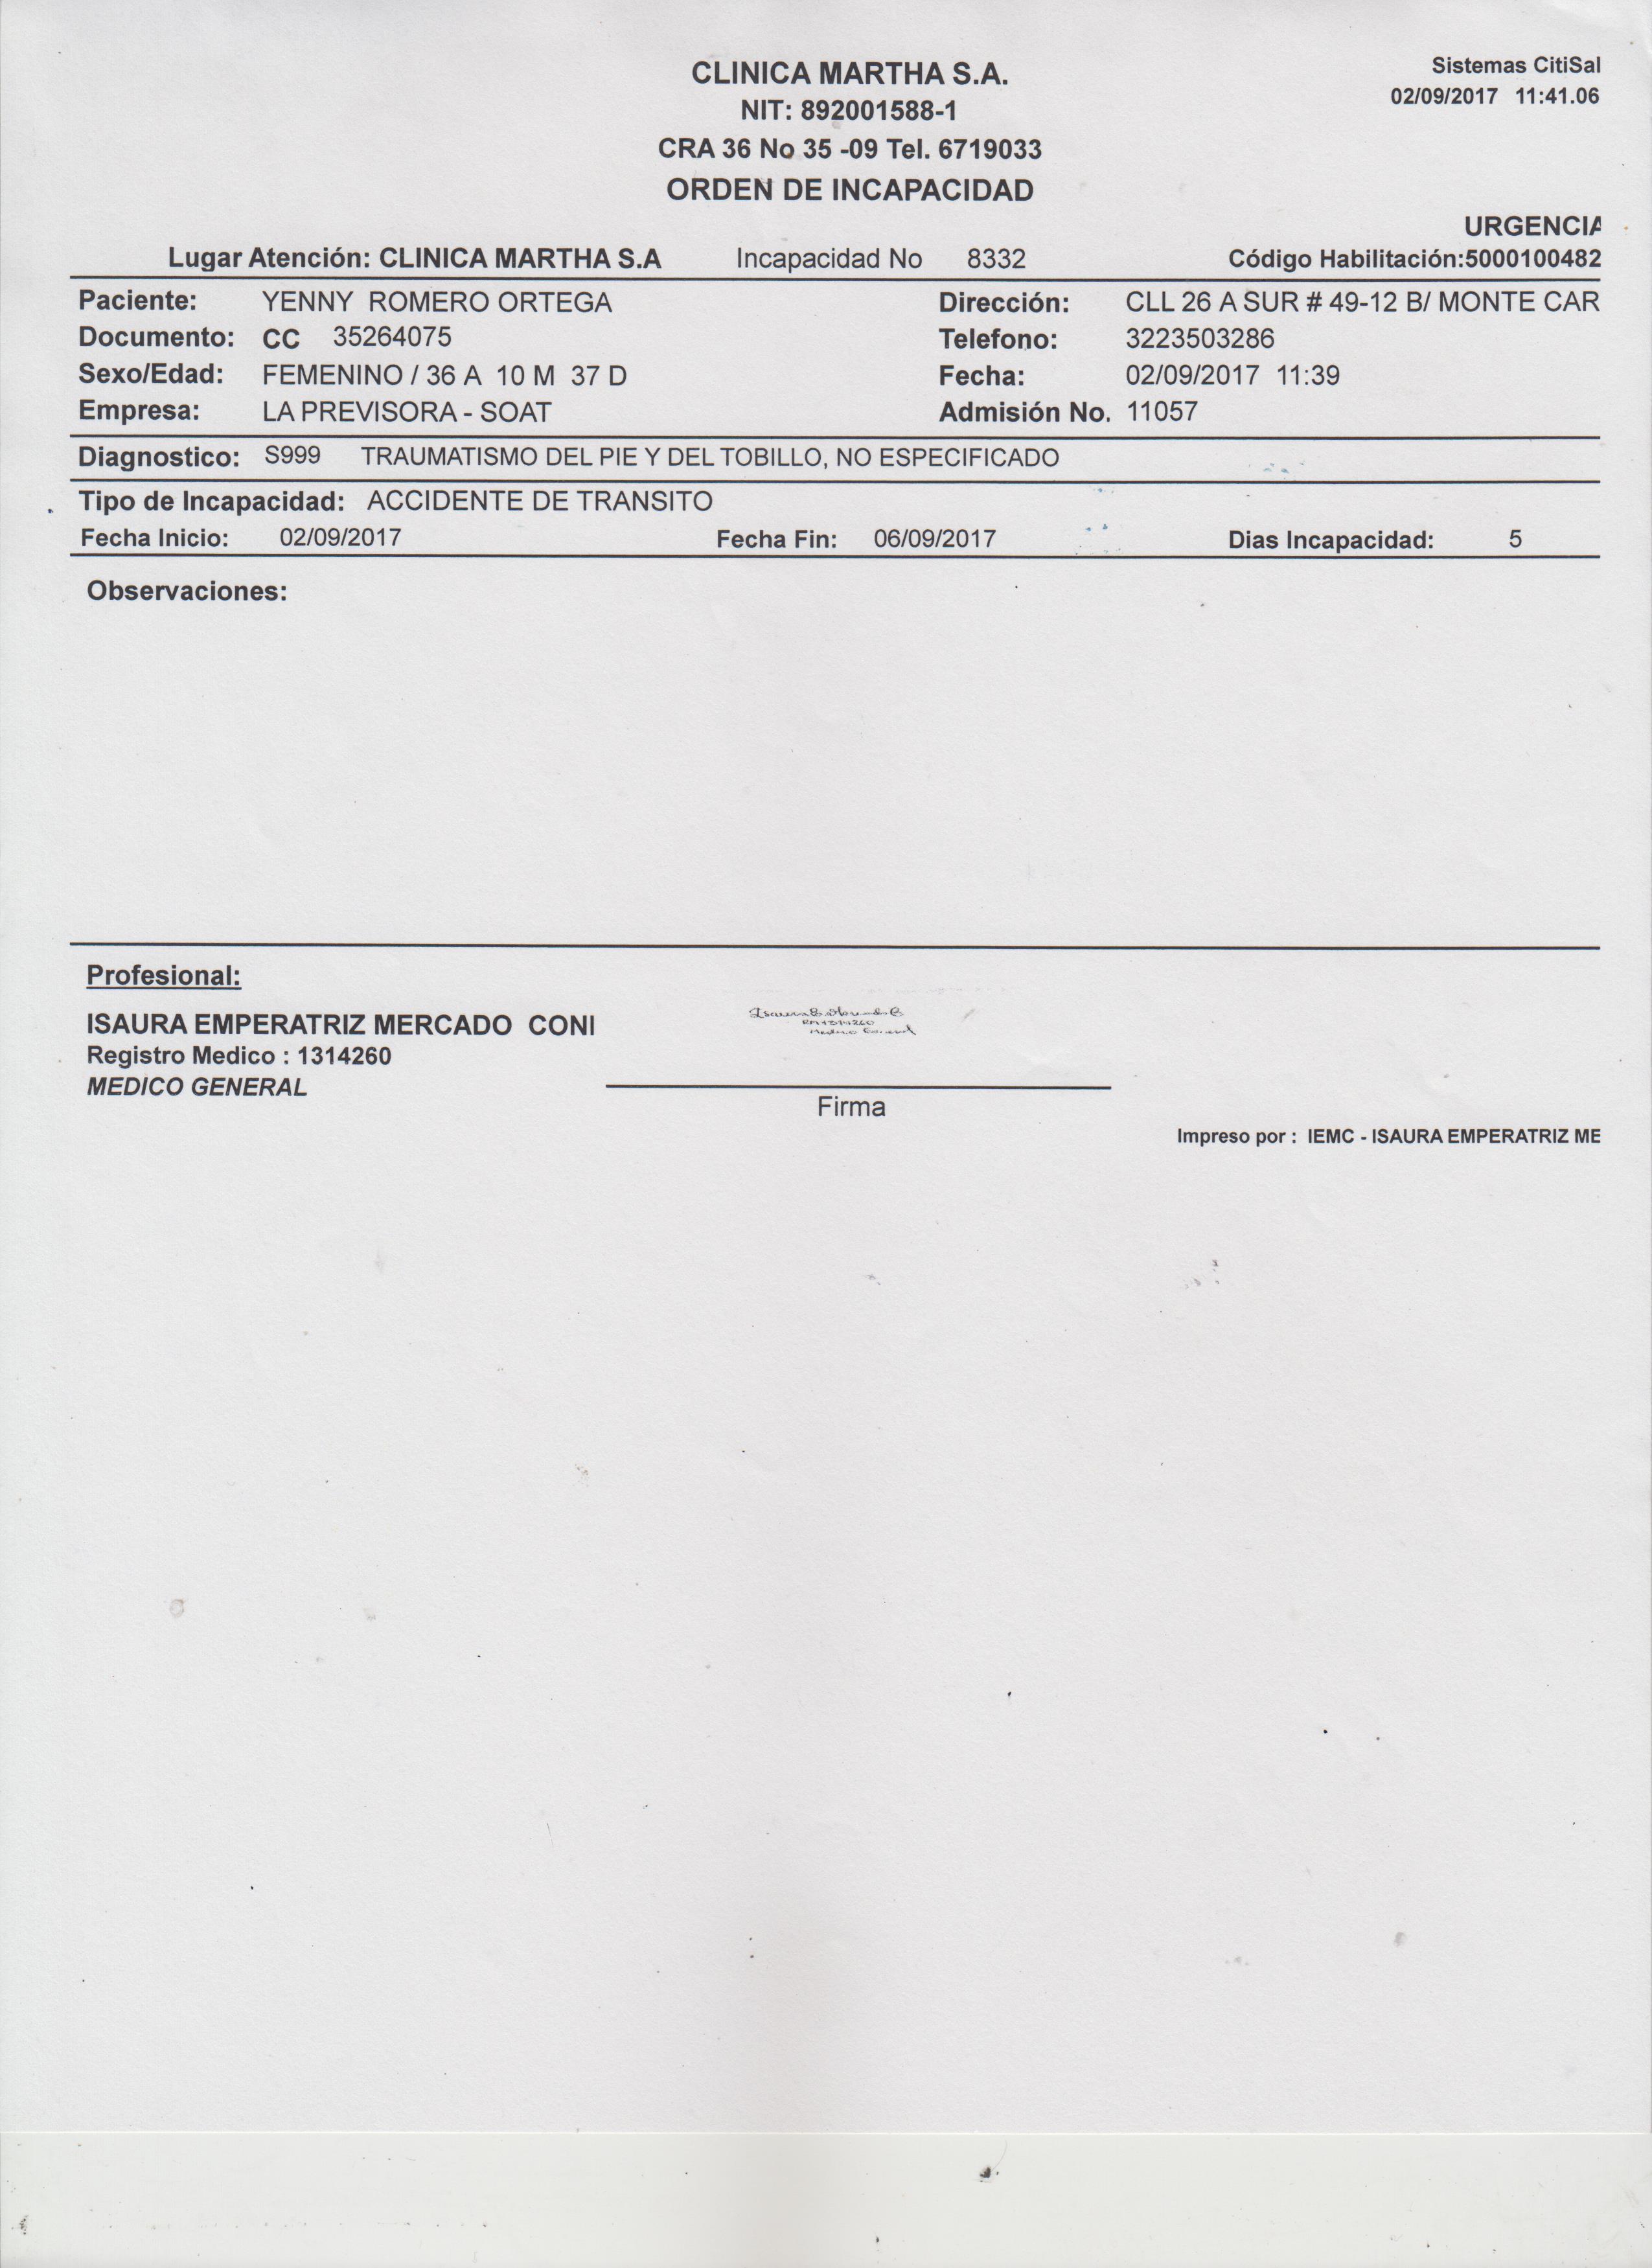 Sistemas CitiSal
CLINICA MARTHA S.A.
02/09/2017 11:41.06
NIT: 892001588-1
CRA 36 No 35 -09 Tel. 6719033
ORDEN DE INCAPACIDAD
URGENCIA
Lugar Atención: CLINICA MARTHA S.A Incapacidad No 8332 Código Habilitación:5000100482
Paciente: YENNY ROMERO ORTEGA Dirección: CLL 26 A SUR # 49-12 B/ MONTE CAR
Documento: CC 35264075 Telefono: 3223503286
Sexo/Edad: FEMENINO / 36 A 10 M 37 D Fecha: 02/09/2017 11:39
Empresa: LA PREVISORA - SOAT Admisión No. 11057
Diagnostico: S999 TRAUMATISMO DEL PIE Y DEL TOBILLO, NO ESPECIFICADO
Tipo de Incapacidad: ACCIDENTE DE TRANSITO
Fecha Inicio: 02/09/2017 Fecha Fin: 06/09/2017 Dias Incapacidad: 5
Observaciones:
Profesional:
ISAURA EMPERATRIZ MERCADO CONI
Registro Medico : 1314260
MEDICO GENERAL
RM 1314260
Firma
Impreso por : IEMC - ISAURA EMPERATRIZ ME